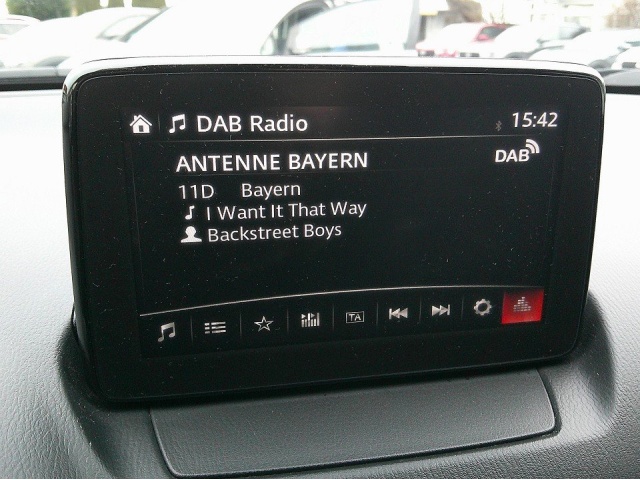 DAB Radio 15:42
ANTENNE BAYERN DAB
11D Bayern
I Want It That Way
Backstreet Boys
TA